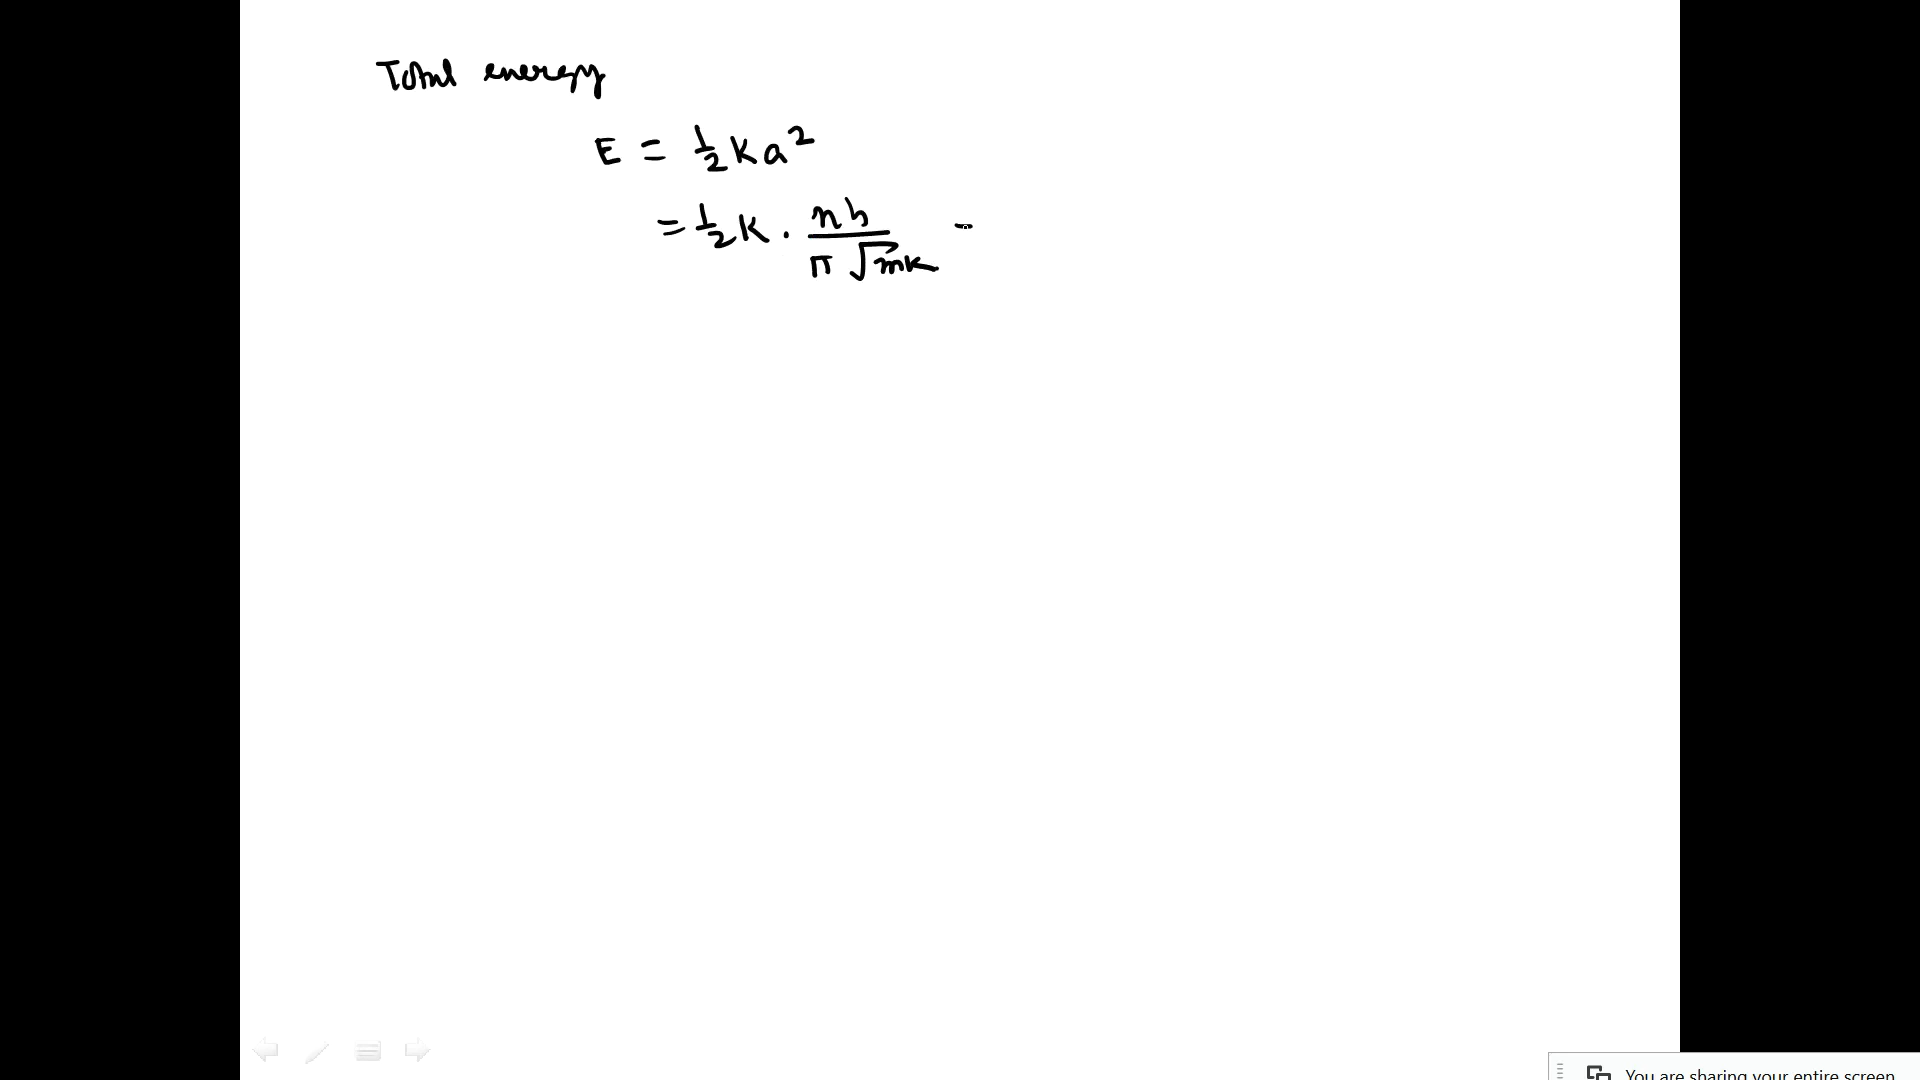 Total energy
E = 1/2 K a²
= 1/2 K · nh / π √mk =
You are sharing your entire screen